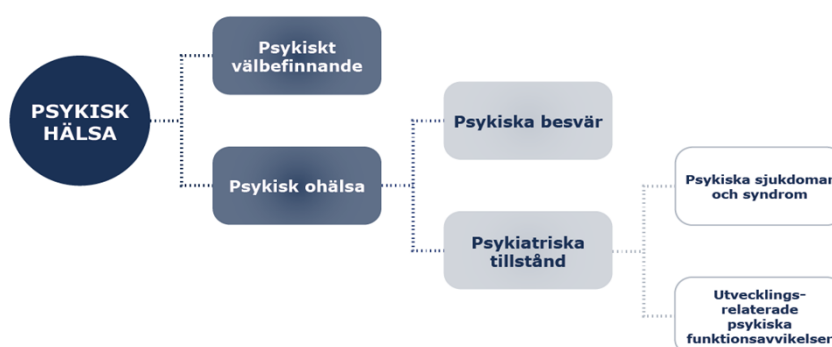 PSYKISK
HÄLSA
Psykiskt
välbefinnande
Psykisk ohälsa
Psykiska besvär
Psykiatriska
tillstånd
Psykiska sjukdomar
och syndrom
Utvecklings-
relaterade
psykiska
funktionsavvikelser